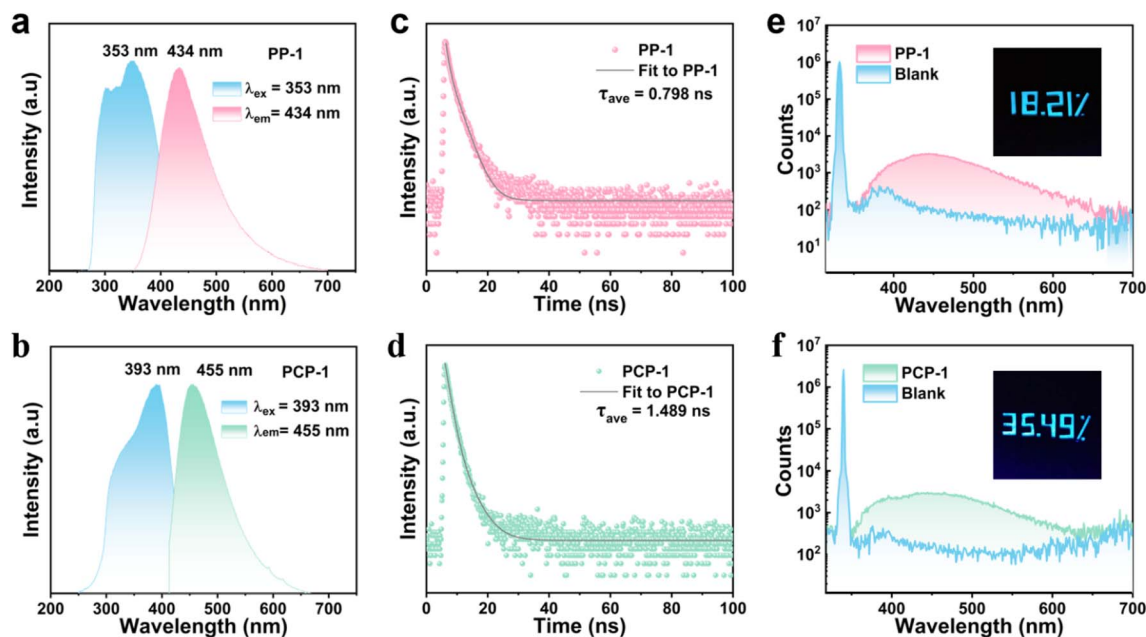 a
353 nm 434 nm PP-1
λex = 353 nm
λem = 434 nm
Intensity (a.u)
200 300 400 500 600 700
Wavelength (nm)
c
PP-1
Fit to PP-1
τave = 0.798 ns
Intensity (a.u.)
0 20 40 60 80 100
Time (ns)
e
PP-1
Blank
18.21%
Counts
10⁷
10⁶
10⁵
10⁴
10³
10²
10¹
400 500 600 700
Wavelength (nm)
b
393 nm 455 nm PCP-1
λex = 393 nm
λem= 455 nm
Intensity (a.u)
200 300 400 500 600 700
Wavelength (nm)
d
PCP-1
Fit to PCP-1
τave = 1.489 ns
Intensity (a.u.)
0 20 40 60 80 100
Time (ns)
f
PCP-1
Blank
35.49%
Counts
10⁷
10⁶
10⁵
10⁴
10³
10²
400 500 600 700
Wavelength (nm)